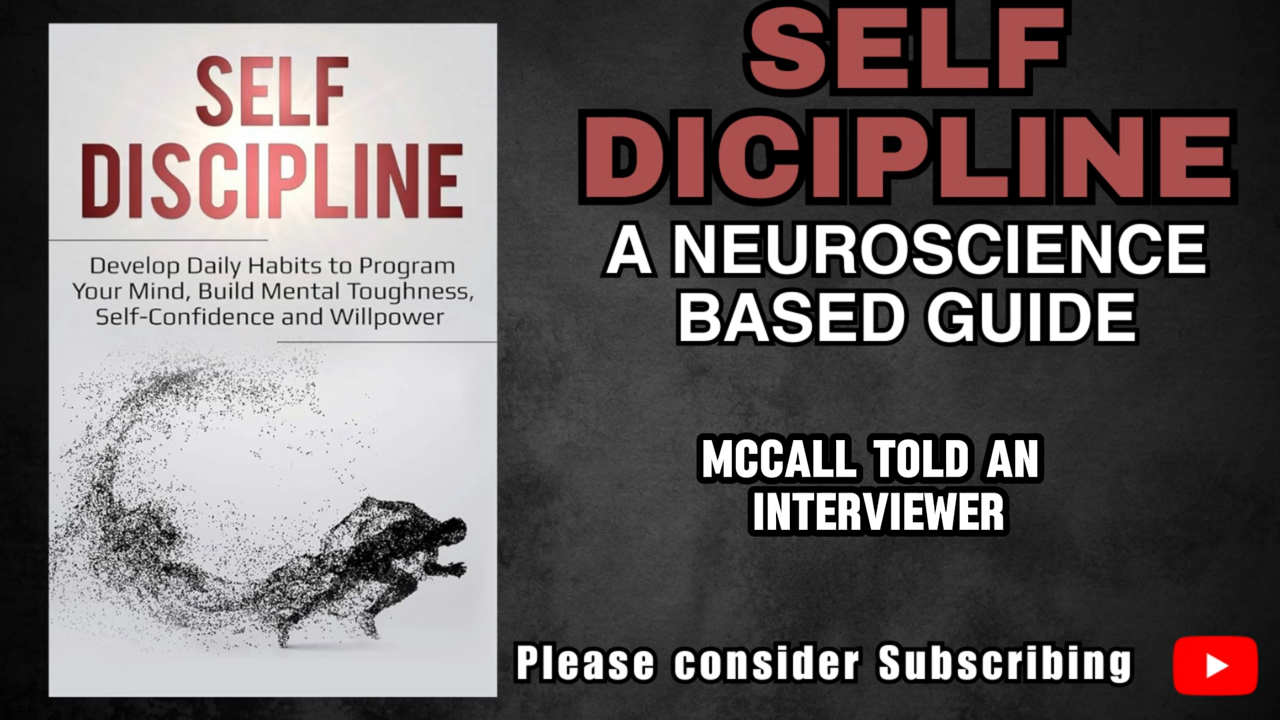 SELF
DISCIPLINE
Develop Daily Habits to Program
Your Mind, Build Mental Toughness,
Self-Confidence and Willpower
SELF
DICIPLINE
A NEUROSCIENCE
BASED GUIDE
MCCALL TOLD AN
INTERVIEWER
Please consider Subscribing